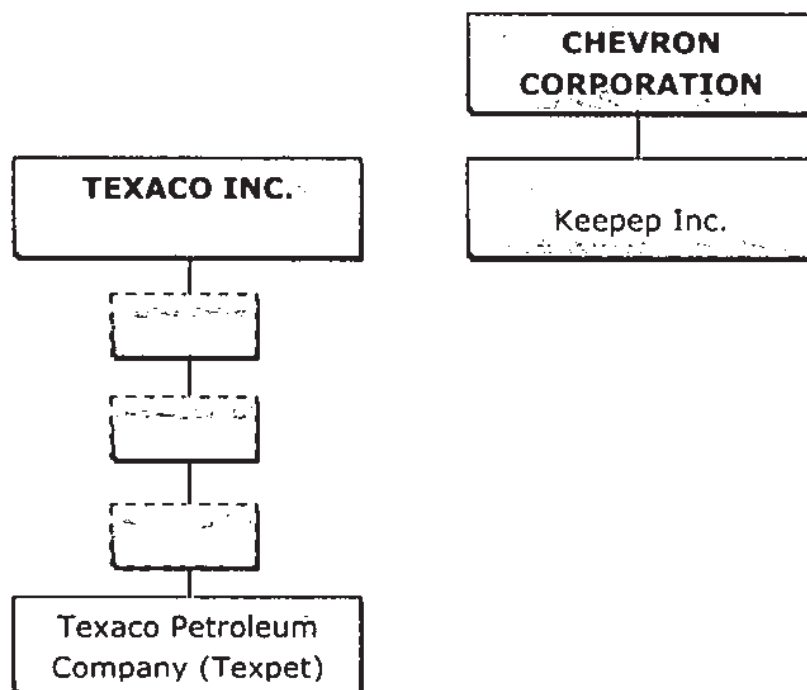 CHEVRON
CORPORATION
TEXACO INC.
Keepep Inc.
Texaco Petroleum
Company (Texpet)